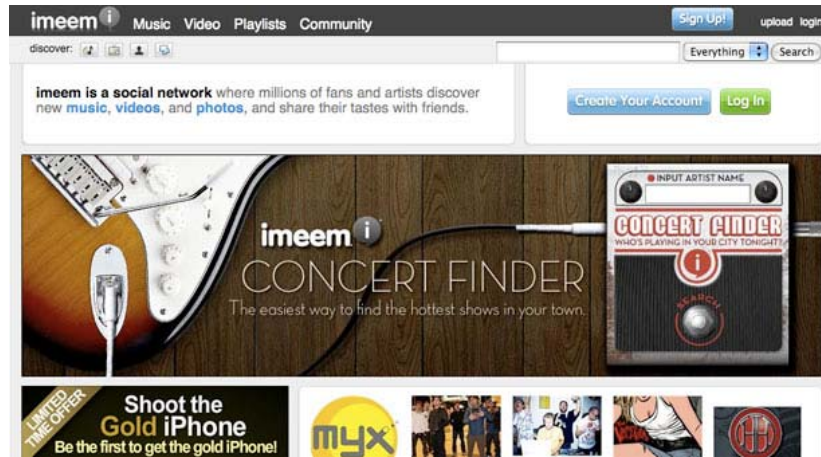 imeem i Music Video Playlists Community Sign Up! upload login
discover: Everything Search
imeem is a social network where millions of fans and artists discover
new music, videos, and photos, and share their tastes with friends.
Create Your Account Log In
INPUT ARTIST NAME
CONCERT FINDER
WHO'S PLAYING IN YOUR CITY TONIGHT?
i
SEARCH
imeem i
CONCERT FINDER
The easiest way to find the hottest shows in your town.
LIMITED
TIME OFFER
Shoot the
Gold iPhone
Be the first to get the gold iPhone!
myx